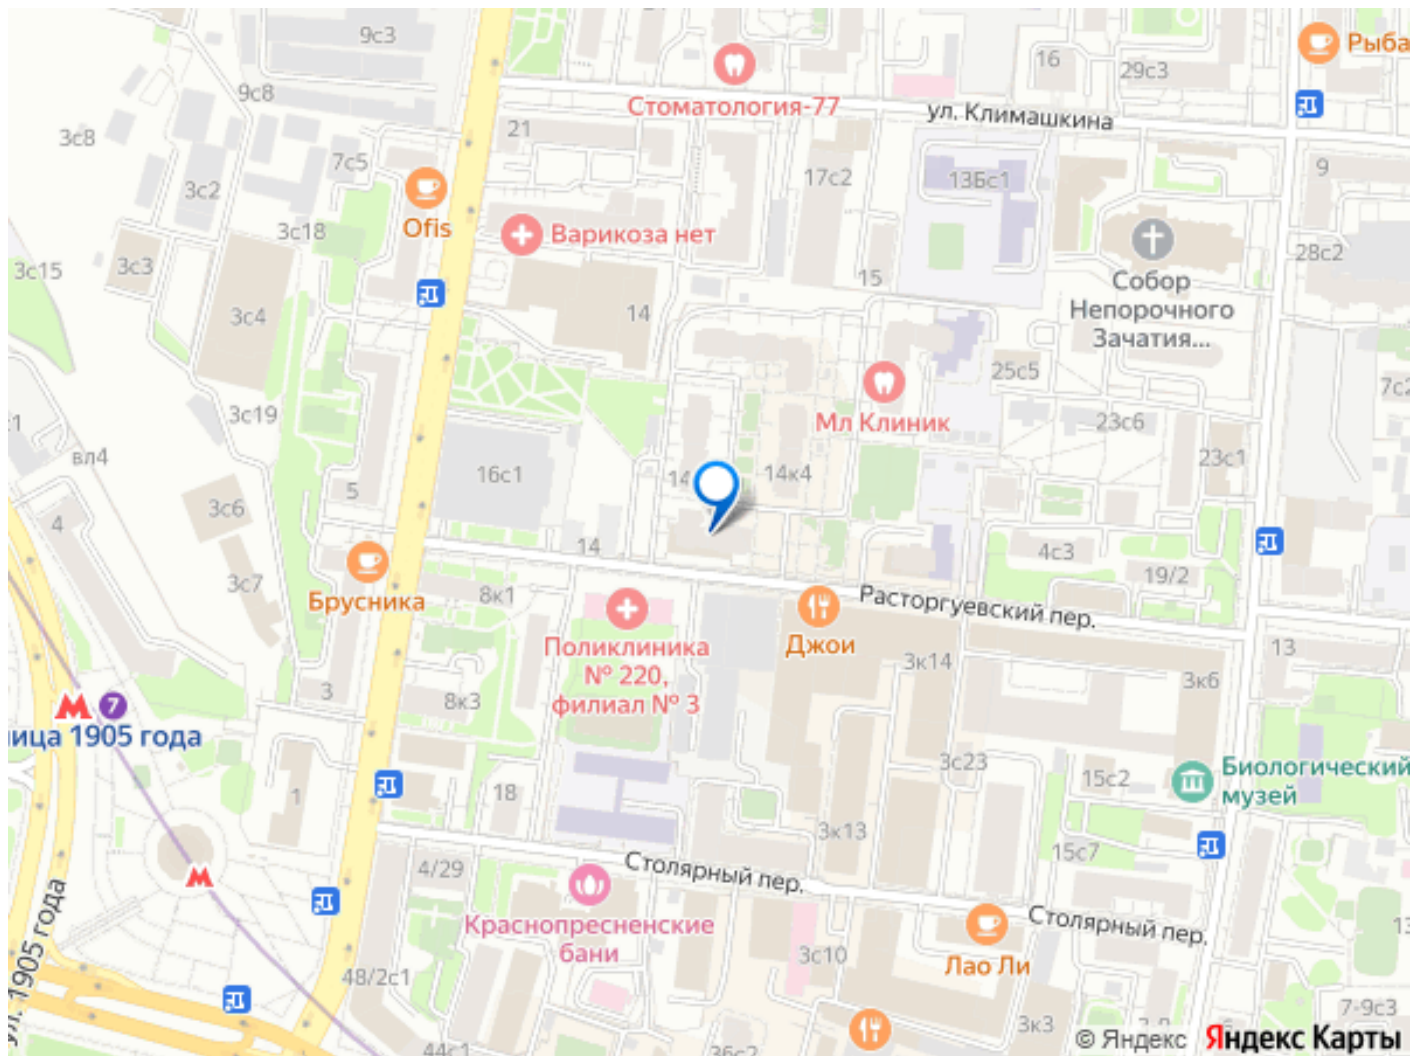 9с3
16
29с3
Рыба
Стоматология-77
ул. Климашкина
9с8
3с8
7с5
21
17с2
13Бс1
9
3с2
Ofis
Варикоза нет
3с18
3с15
3с3
3с4
14
15
28с2
Собор
Непорочного
Зачатия...
25с5
Мл Клиник
7с2
3с19
23с6
вл4
16с1
14
14к4
23с1
5
3с6
4
14
4с3
19/2
3с7
Брусника
8к1
Расторгуевский пер.
Поликлиника
№ 220,
филиал № 3
Джои
3к14
13
3к6
3
8к3
7
ица 1905 года
3с23
15с2
Биологический
музей
1
18
3к13
15с7
4/29
Столярный пер.
Столярный пер.
Краснопресненские
бани
3с10
Лао Ли
ул. 1905 года
48/2с1
13
7-9с3
3к3
44с1
36с2
© Яндекс Яндекс Карты